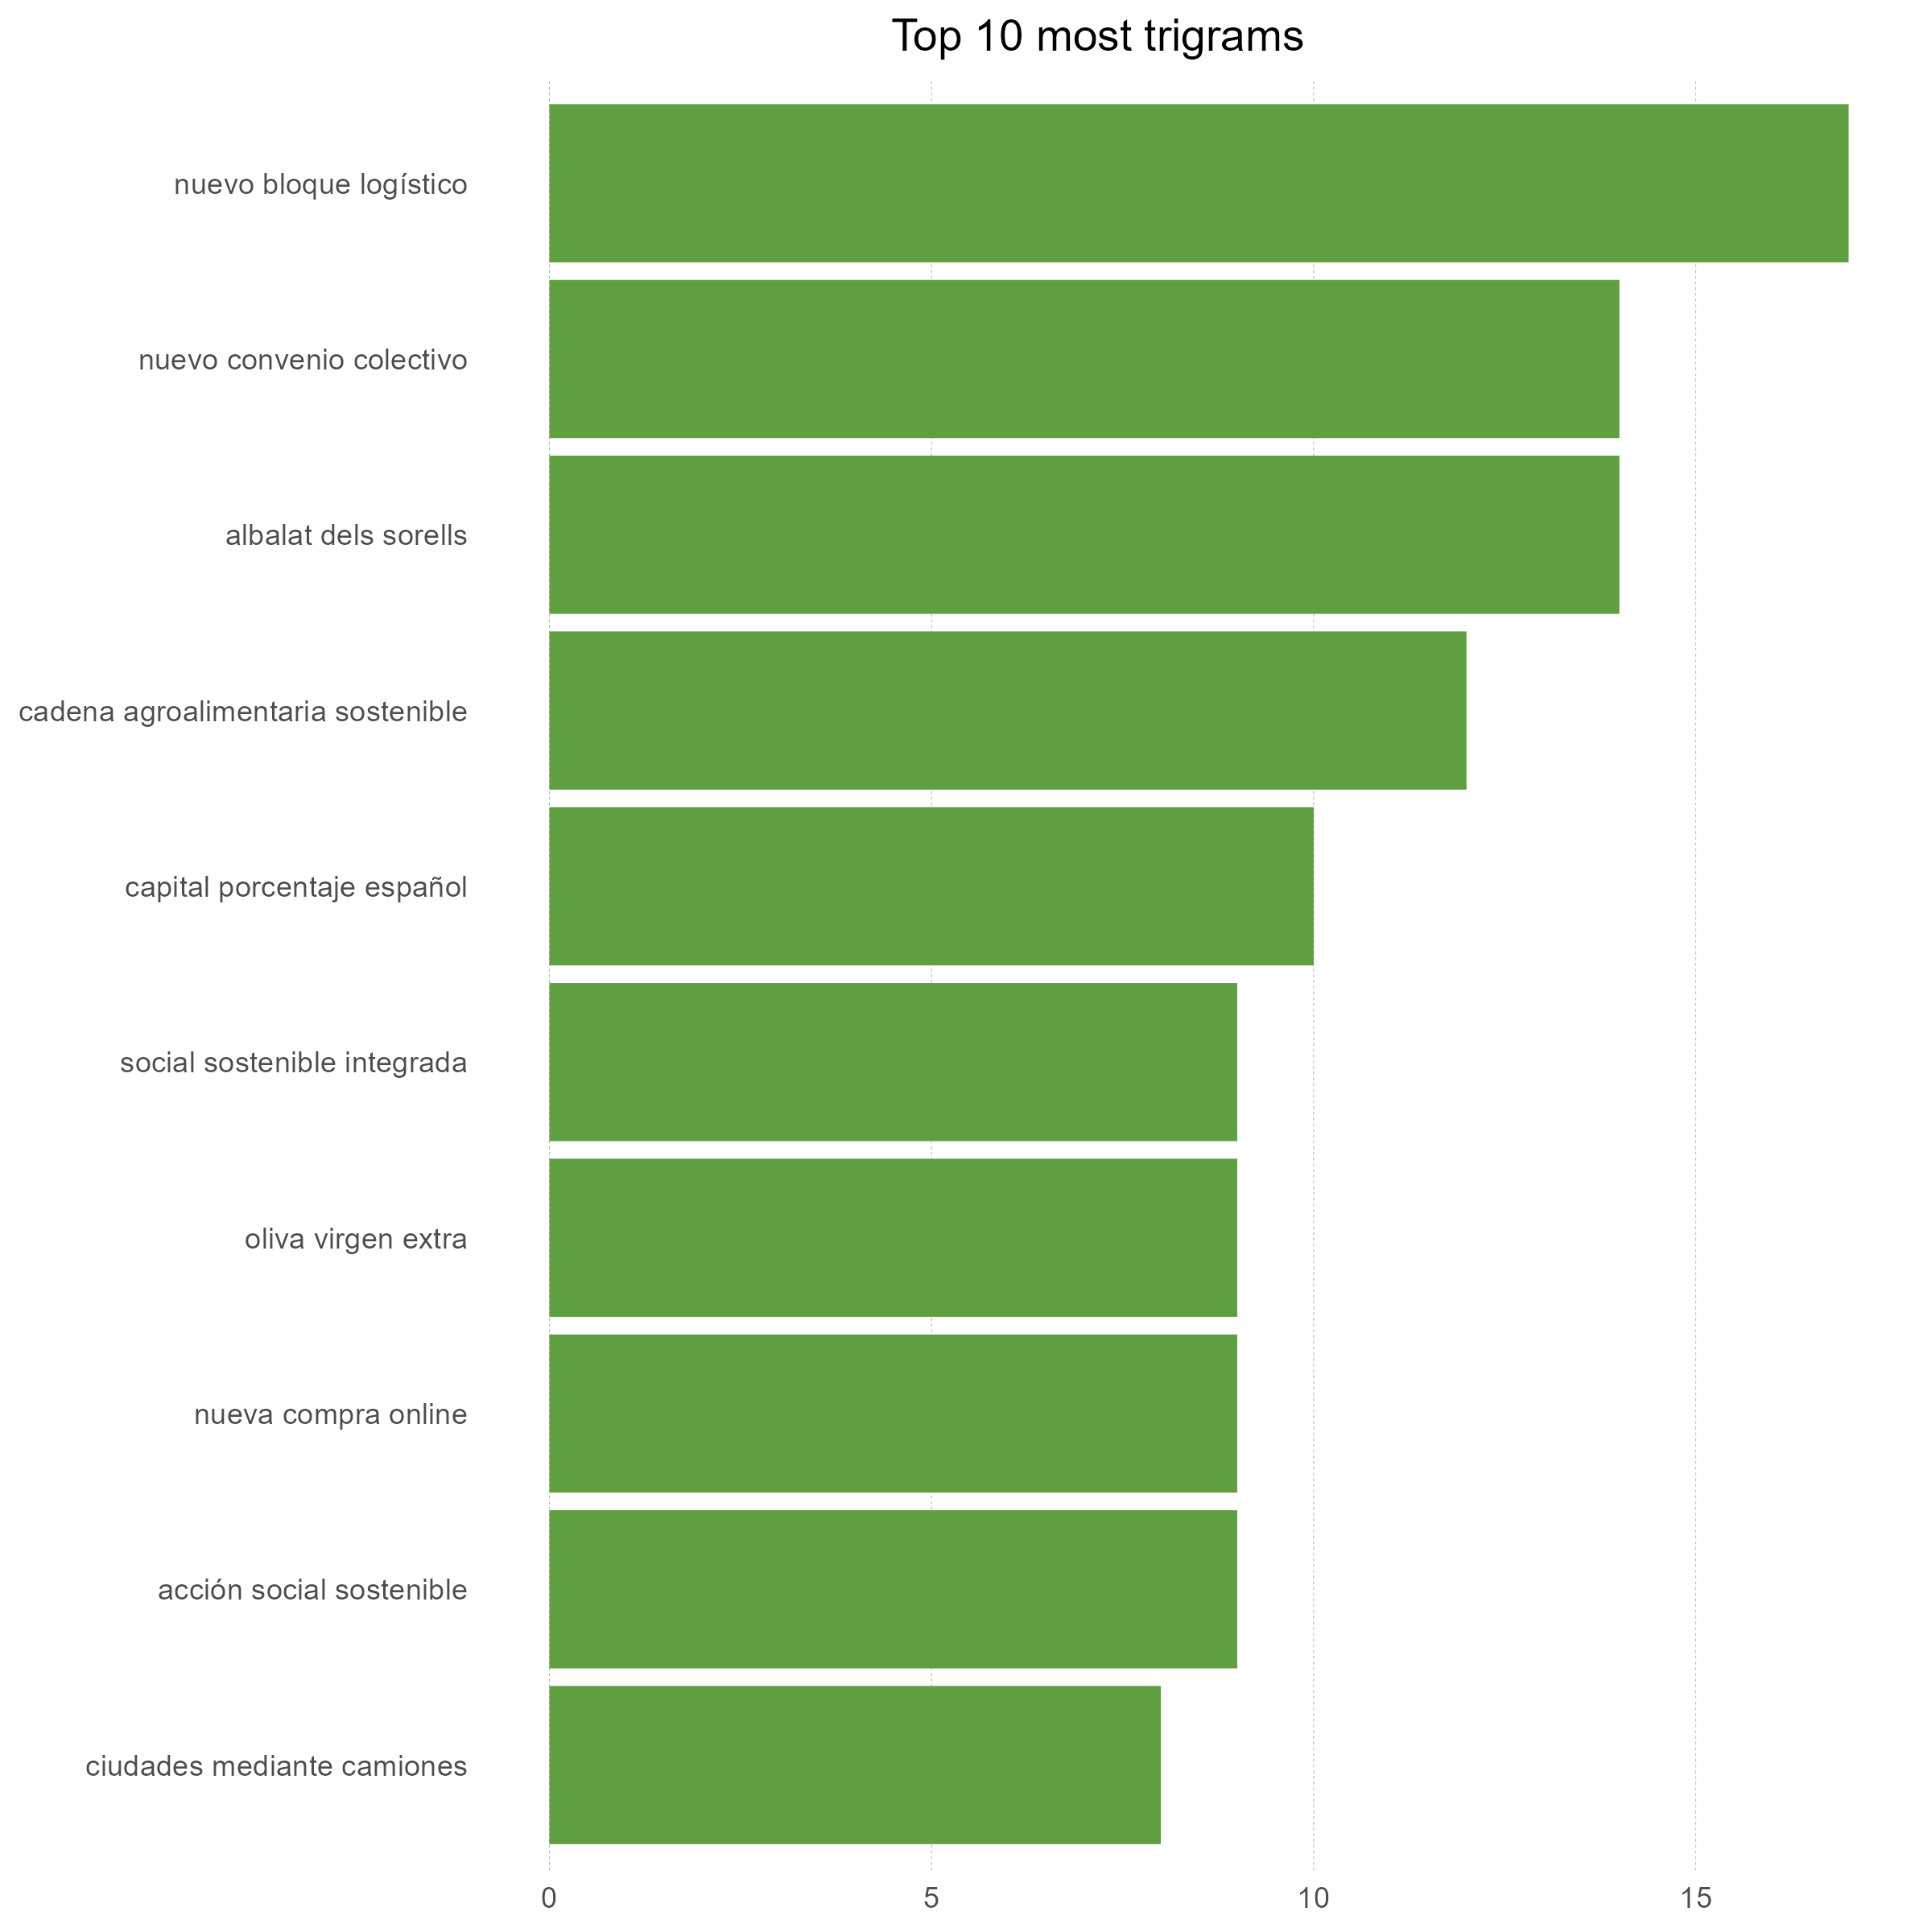 Top 10 most trigrams
nuevo bloque logístico
nuevo convenio colectivo
albalat dels sorells
cadena agroalimentaria sostenible
capital porcentaje español
social sostenible integrada
oliva virgen extra
nueva compra online
acción social sostenible
ciudades mediante camiones
0 5 10 15